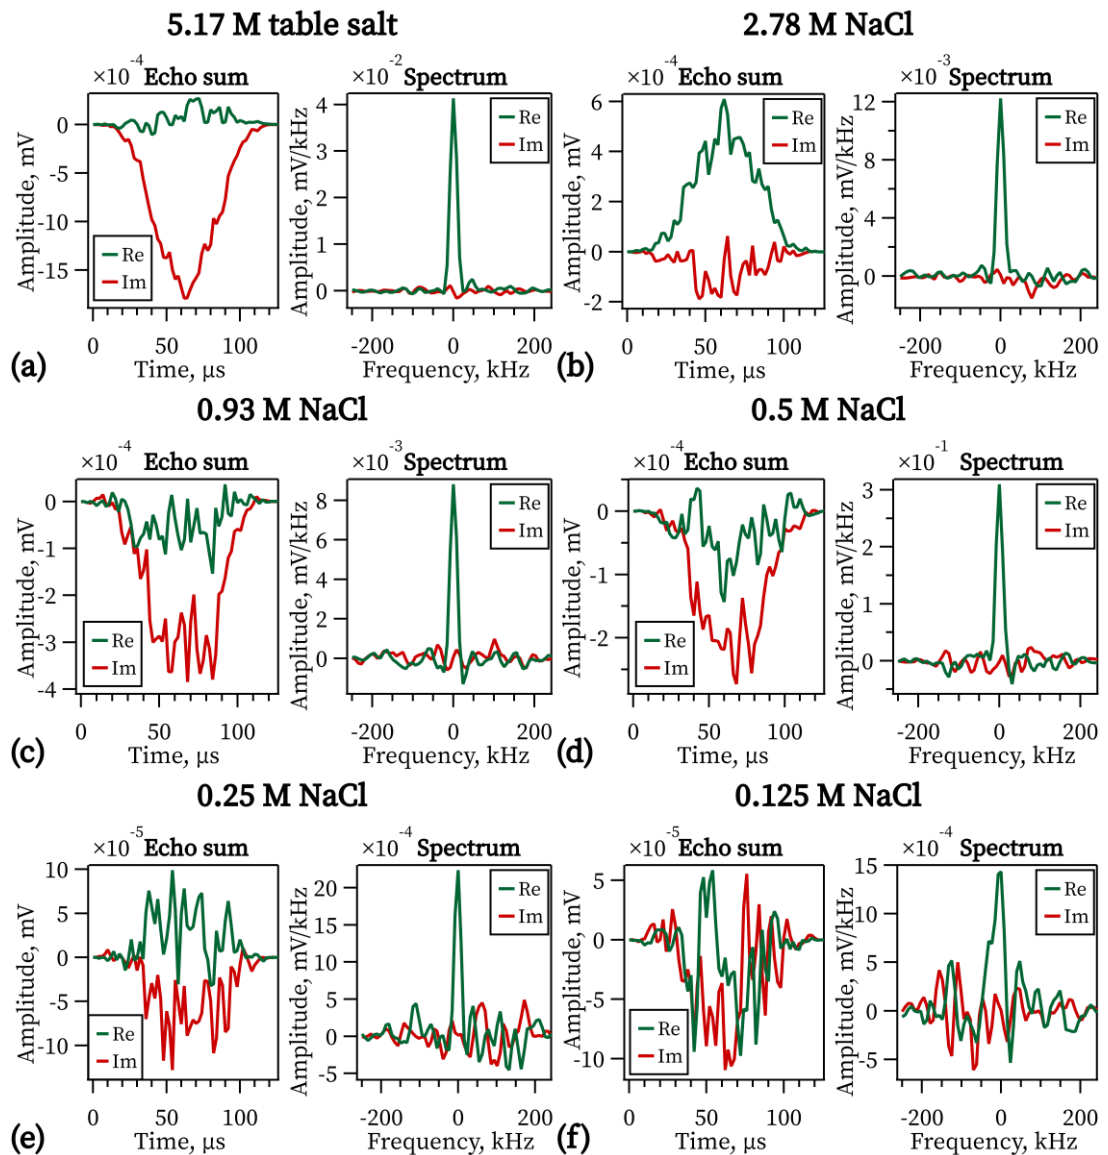 5.17 M table salt
2.78 M NaCl
×10⁻⁴ Echo sum
×10⁻² Spectrum
×10⁻⁴ Echo sum
×10⁻³ Spectrum
Amplitude, mV
0
-5
-10
-15
Re
Im
0 50 100
Time, µs
Amplitude, mV/kHz
4
3
2
1
0
Re
Im
-200 0 200
Frequency, kHz
Amplitude, mV
6
4
2
0
-2
Re
Im
0 50 100
Time, µs
Amplitude, mV/kHz
12
8
4
0
Re
Im
-200 0 200
Frequency, kHz
(a)
(b)
0.93 M NaCl
0.5 M NaCl
×10⁻⁴ Echo sum
×10⁻³ Spectrum
×10⁻⁴ Echo sum
×10⁻¹ Spectrum
Amplitude, mV
0
-1
-2
-3
-4
Re
Im
0 50 100
Time, µs
Amplitude, mV/kHz
8
6
4
2
0
Re
Im
-200 0 200
Frequency, kHz
Amplitude, mV
0
-1
-2
Re
Im
0 50 100
Time, µs
Amplitude, mV/kHz
3
2
1
0
Re
Im
-200 0 200
Frequency, kHz
(c)
(d)
0.25 M NaCl
0.125 M NaCl
×10⁻⁵ Echo sum
×10⁻⁴ Spectrum
×10⁻⁵ Echo sum
×10⁻⁴ Spectrum
Amplitude, mV
10
5
0
-5
-10
Re
Im
0 50 100
Time, µs
Amplitude, mV/kHz
20
15
10
5
0
-5
Re
Im
-200 0 200
Frequency, kHz
Amplitude, mV
5
0
-5
-10
Re
Im
0 50 100
Time, µs
Amplitude, mV/kHz
15
10
5
0
-5
Re
Im
-200 0 200
Frequency, kHz
(e)
(f)